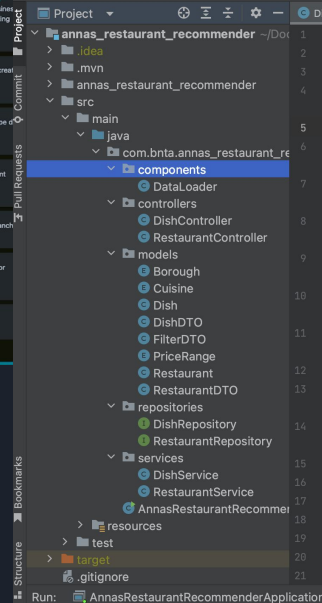 Project
annas_restaurant_recommender ~/Doc
.idea
.mvn
annas_restaurant_recommender
src
main
java
com.bnta.annas_restaurant_re
components
DataLoader
controllers
DishController
RestaurantController
models
Borough
Cuisine
Dish
DishDTO
FilterDTO
PriceRange
Restaurant
RestaurantDTO
repositories
DishRepository
RestaurantRepository
services
DishService
RestaurantService
AnnasRestaurantRecommen
resources
test
target
.gitignore
Run: AnnasRestaurantRecommenderApplication
Project
Commit
Pull Requests
Bookmarks
Structure
D
1
2
3
4
5
6
7
8
9
10
11
12
13
14
15
16
17
18
19
20
21